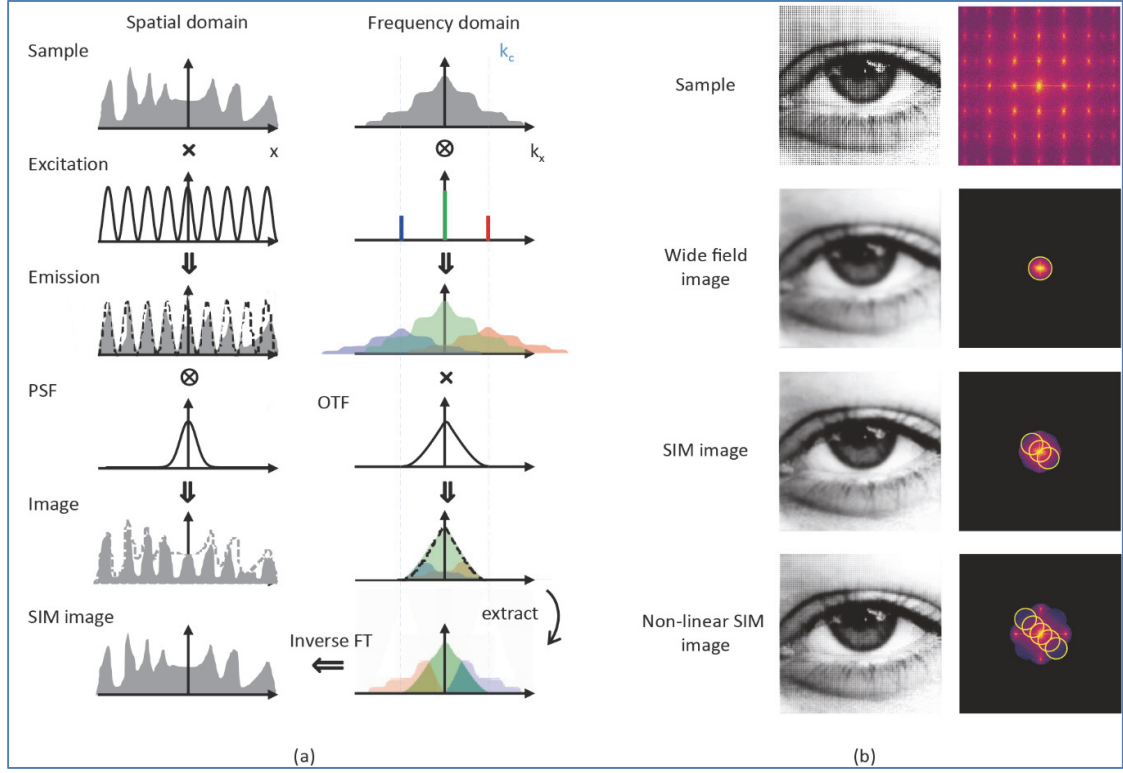 Spatial domain
Frequency domain
Sample
k_c
x
k_x
Excitation
Emission
PSF
OTF
Image
extract
SIM image
Inverse FT
(a)
Sample
Wide field
image
SIM image
Non-linear SIM
image
(b)